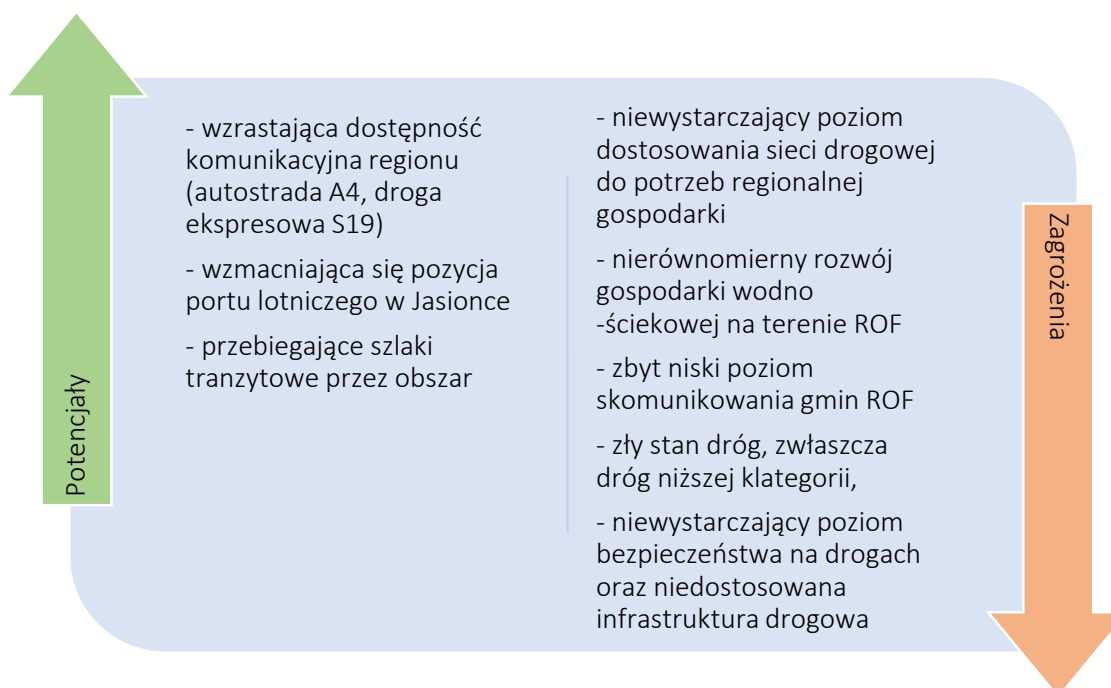 Potencjały
- wzrastająca dostępność
komunikacyjna regionu
(autostrada A4, droga
ekspresowa S19)
- wzmacniająca się pozycja
portu lotniczego w Jasionce
- przebiegające szlaki
tranzytowe przez obszar
- niewystarczający poziom
dostosowania sieci drogowej
do potrzeb regionalnej
gospodarki
- nierównomierny rozwój
gospodarki wodno
-ściekowej na terenie ROF
- zbyt niski poziom
skomunikowania gmin ROF
- zły stan dróg, zwłaszcza
dróg niższej klategorii,
- niewystarczający poziom
bezpieczeństwa na drogach
oraz niedostosowana
infrastruktura drogowa
Zagrożenia